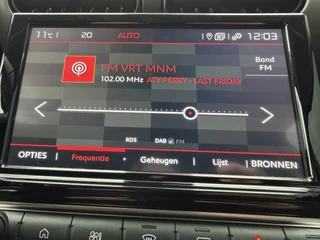 11°C
20
AUTO
12:03
FM VRT MNM
Band
FM
102.00 MHz
ATY PERRY - LAST FRIDAY
RDS
DAB
FM
OPTIES
Frequentie
Geheugen
Lijst
BRONNEN